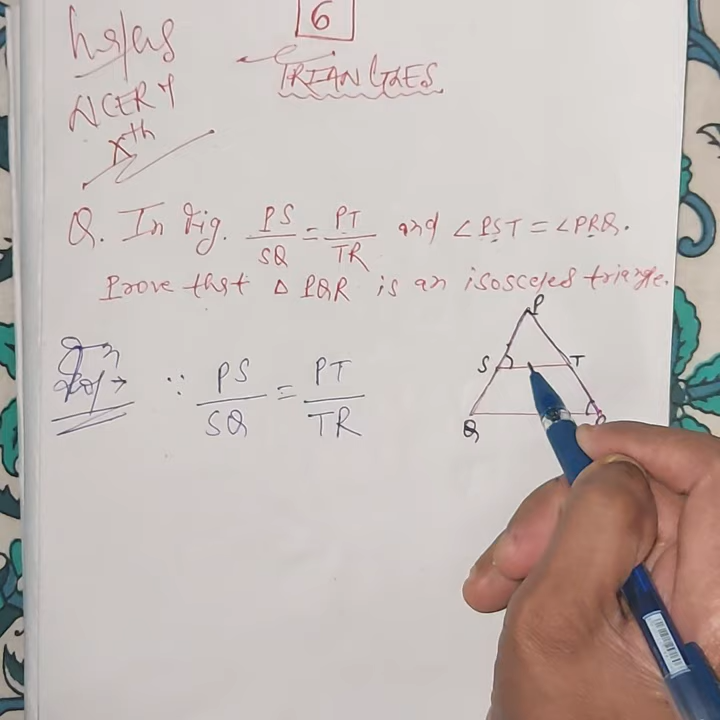 6
TRIANGLES
NCERT
Xth
Q. In Fig. PS/SQ = PT/TR and ∠PST = ∠PRQ.
Prove that △ PQR is an isosceles triangle.
∵ PS/SQ = PT/TR
P
S T
Q